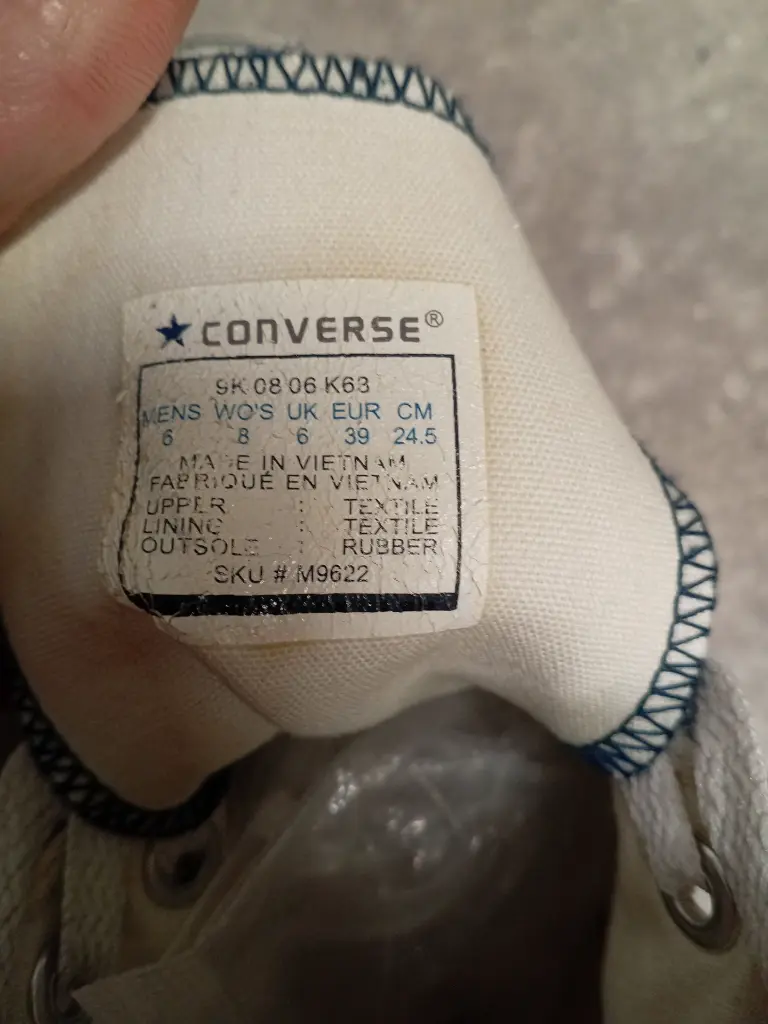 CONVERSE®
9K 08 06 K63
MENS WO'S UK EUR CM
6 8 6 39 24.5
MADE IN VIETNAM
FABRIQUÉ EN VIETNAM
UPPER : TEXTILE
LINING : TEXTILE
OUTSOLE : RUBBER
SKU # M9622